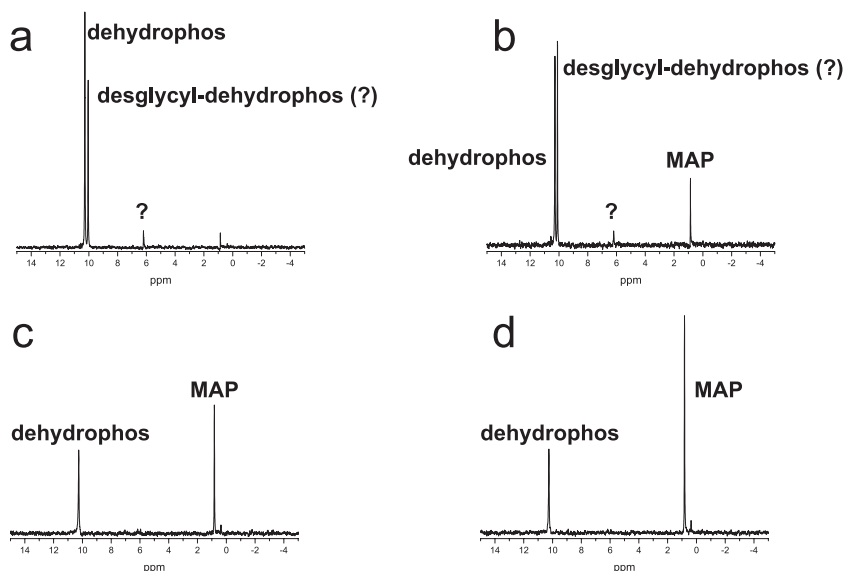 a
dehydrophos
desglycyl-dehydrophos (?)
?
14 12 10 8 6 4 2 0 -2 -4
ppm
b
desglycyl-dehydrophos (?)
dehydrophos
MAP
?
14 12 10 8 6 4 2 0 -2 -4
ppm
c
MAP
dehydrophos
14 12 10 8 6 4 2 0 -2 -4
ppm
d
MAP
dehydrophos
14 12 10 8 6 4 2 0 -2 -4
ppm